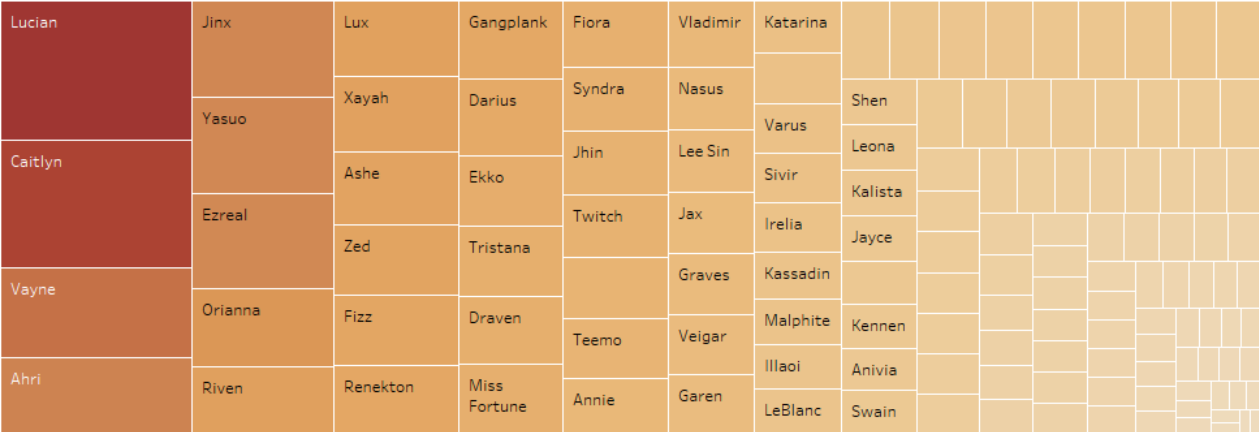 Lucian
Caitlyn
Vayne
Ahri
Jinx
Yasuo
Ezreal
Orianna
Riven
Lux
Xayah
Ashe
Zed
Fizz
Renekton
Gangplank
Darius
Ekko
Tristana
Draven
Miss
Fortune
Fiora
Syndra
Jhin
Twitch
Teemo
Annie
Vladimir
Nasus
Lee Sin
Jax
Graves
Veigar
Garen
Katarina
Varus
Sivir
Irelia
Kassadin
Malphite
Illaoi
LeBlanc
Shen
Leona
Kalista
Jayce
Kennen
Anivia
Swain